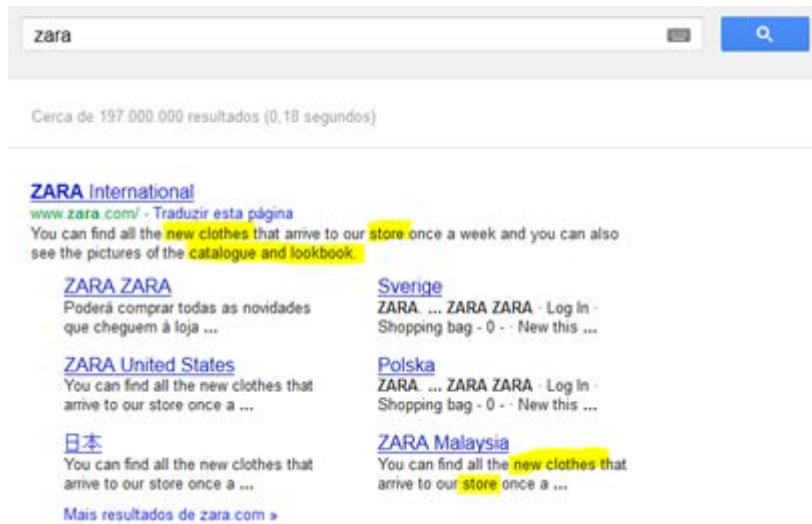 zara
Cerca de 197.000.000 resultados (0,18 segundos)
ZARA International
www.zara.com/ - Traduzir esta página
You can find all the new clothes that arrive to our store once a week and you can also
see the pictures of the catalogue and lookbook.
ZARA ZARA
Poderá comprar todas as novidades
que cheguem à loja ...
Sverige
ZARA. ... ZARA ZARA · Log In ·
Shopping bag - 0 - · New this ...
ZARA United States
You can find all the new clothes that
arrive to our store once a ...
Polska
ZARA. ... ZARA ZARA · Log In ·
Shopping bag - 0 - · New this ...
日本
You can find all the new clothes that
arrive to our store once a ...
ZARA Malaysia
You can find all the new clothes that
arrive to our store once a ...
Mais resultados de zara.com »